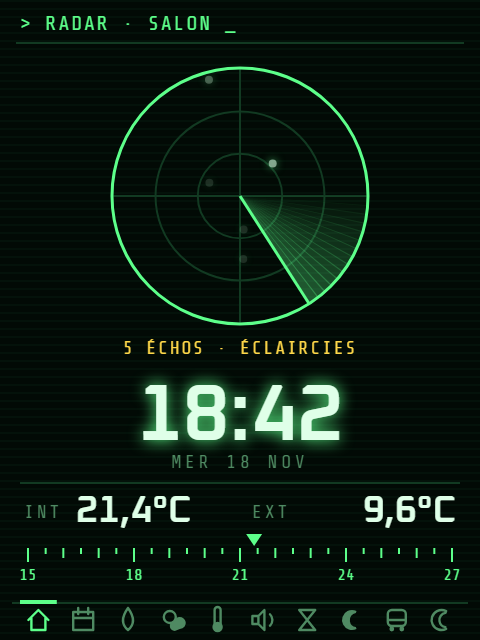 > RADAR · SALON _
5 ÉCHOS · ÉCLAIRCIES
18:42
MER 18 NOV
INT 21,4°C EXT 9,6°C
15 18 21 24 27